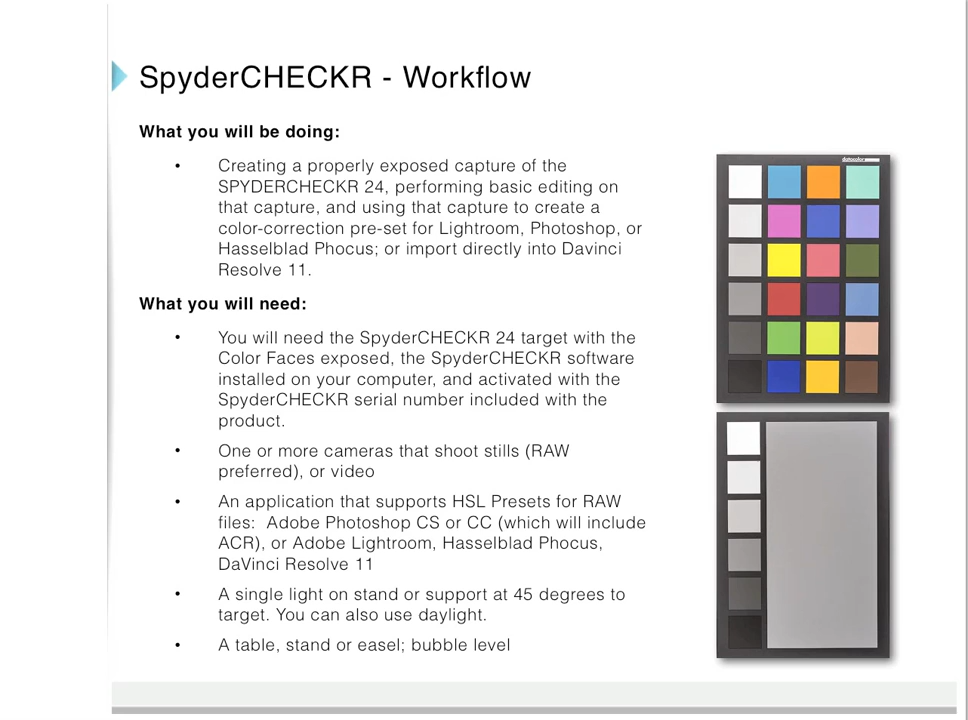 SpyderCHECKR - Workflow
What you will be doing:
• Creating a properly exposed capture of the
SPYDERCHECKR 24, performing basic editing on
that capture, and using that capture to create a
color-correction pre-set for Lightroom, Photoshop, or
Hasselblad Phocus; or import directly into Davinci
Resolve 11.
What you will need:
• You will need the SpyderCHECKR 24 target with the
Color Faces exposed, the SpyderCHECKR software
installed on your computer, and activated with the
SpyderCHECKR serial number included with the
product.
• One or more cameras that shoot stills (RAW
preferred), or video
• An application that supports HSL Presets for RAW
files:  Adobe Photoshop CS or CC (which will include
ACR), or Adobe Lightroom, Hasselblad Phocus,
DaVinci Resolve 11
• A single light on stand or support at 45 degrees to
target. You can also use daylight.
• A table, stand or easel; bubble level
datacolor